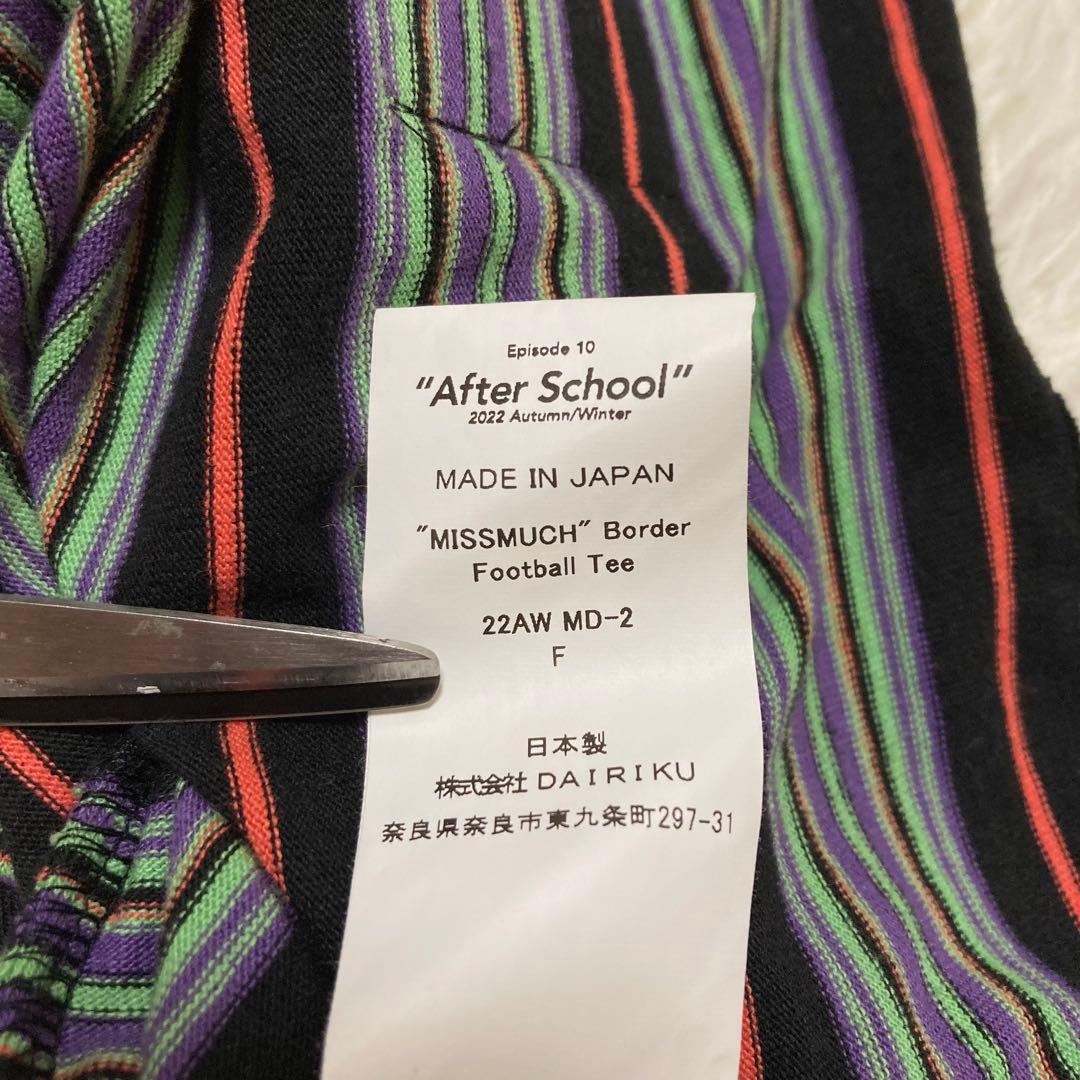 Episode 10
"After School"
2022 Autumn/Winter
MADE IN JAPAN
"MISSMUCH" Border
Football Tee
22AW MD-2
F
日本製
株式会社 DAIRIKU
奈良県奈良市東九条町297-31